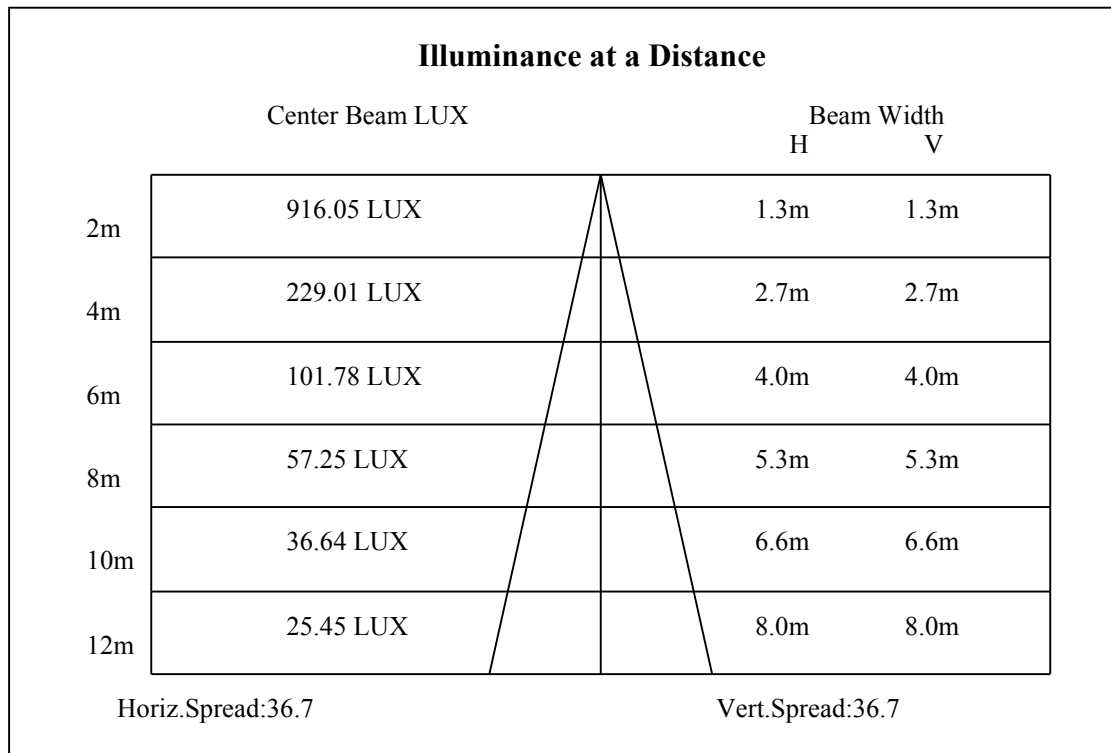 Illuminance at a Distance
Center Beam LUX Beam Width
H V
2m 916.05 LUX 1.3m 1.3m
4m 229.01 LUX 2.7m 2.7m
6m 101.78 LUX 4.0m 4.0m
8m 57.25 LUX 5.3m 5.3m
10m 36.64 LUX 6.6m 6.6m
12m 25.45 LUX 8.0m 8.0m
Horiz.Spread:36.7 Vert.Spread:36.7